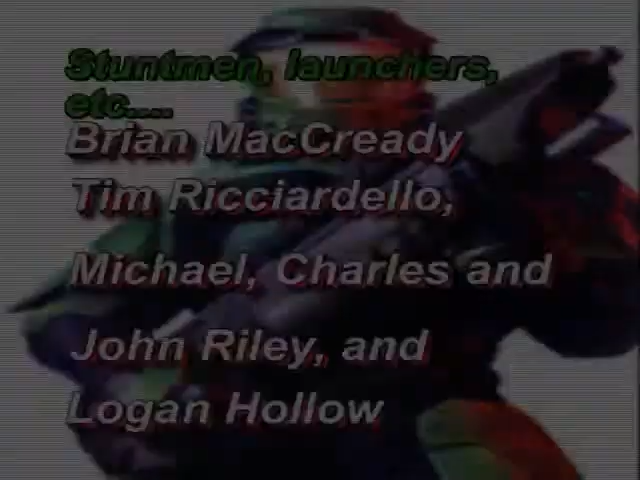 Stuntmen, launchers,
etc....
Brian MacCready
Tim Ricciardello,
Michael, Charles and
John Riley, and
Logan Hollow